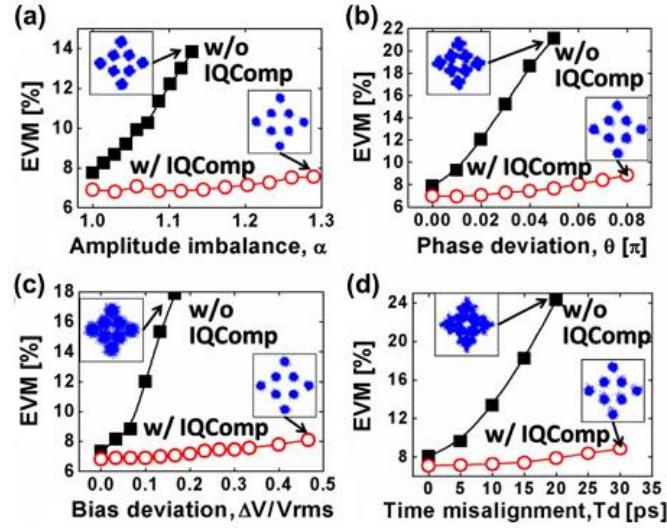 (a)
14
12
10
8
6
EVM [%]
w/o
IQComp
w/ IQComp
1.0 1.1 1.2 1.3
Amplitude imbalance, α
(b)
22
20
18
16
14
12
10
8
6
EVM [%]
w/o
IQComp
w/ IQComp
0.00 0.02 0.04 0.06 0.08
Phase deviation, θ [π]
(c)
18
16
14
12
10
8
6
EVM [%]
w/o
IQComp
w/ IQComp
0.0 0.1 0.2 0.3 0.4 0.5
Bias deviation, ΔV/Vrms
(d)
24
20
16
12
8
EVM [%]
w/o
IQComp
w/ IQComp
0 5 10 15 20 25 30
Time misalignment, Td [ps]